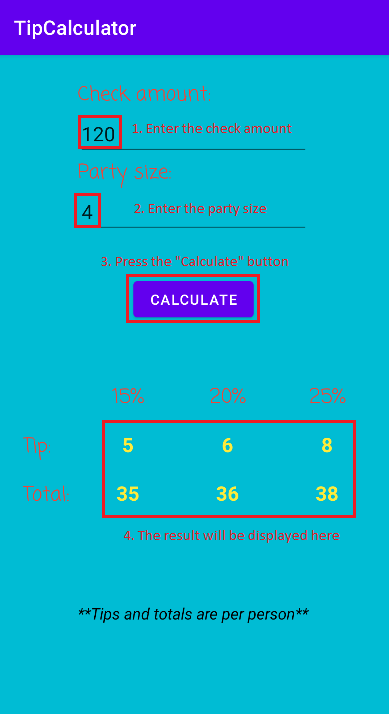 TipCalculator
Check amount
120 1. Enter the check amount
Party size
4 2. Enter the party size
3. Press the "Calculate" button
CALCULATE
15% 20% 25%
Tip 5 6 8
Total 35 36 38
4. The result will be displayed here
**Tips and totals are per person**